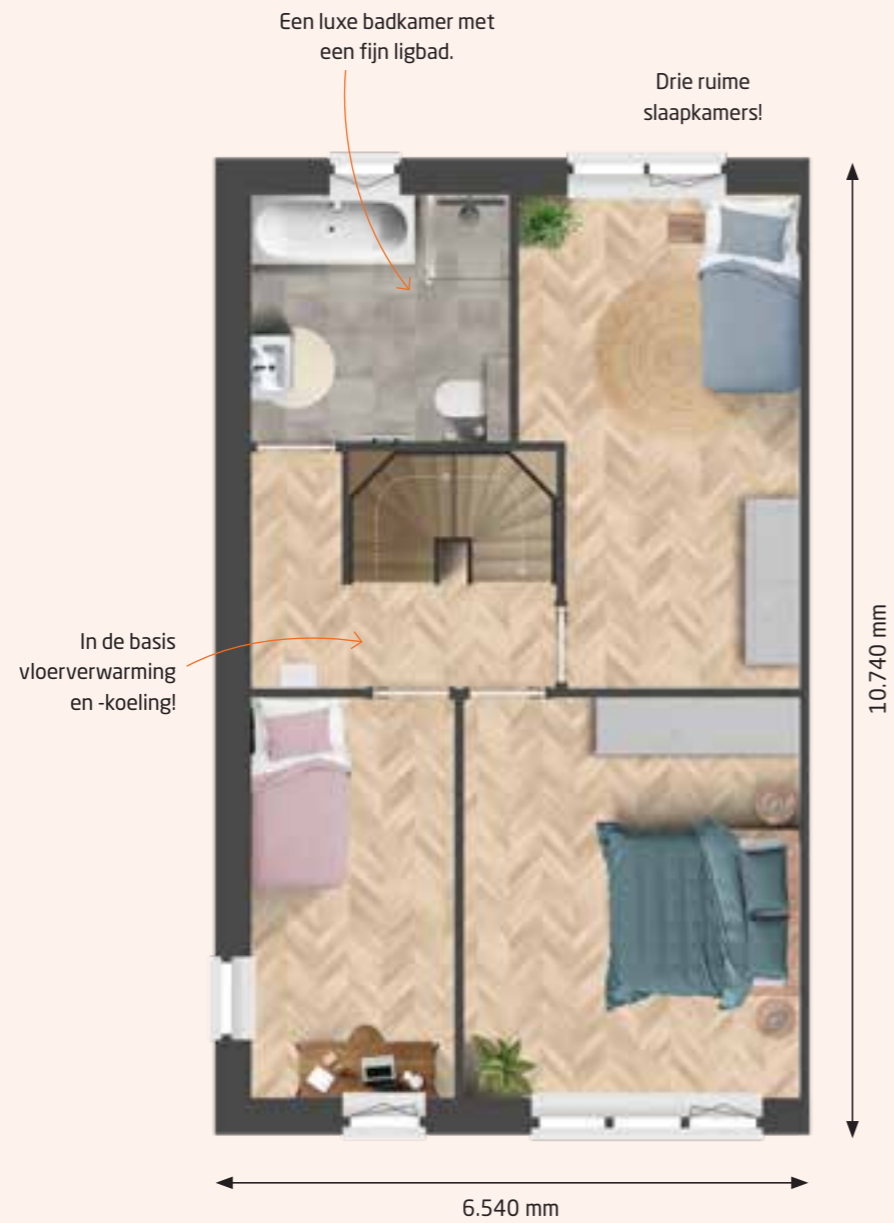 Een luxe badkamer met
een fijn ligbad.
Drie ruime
slaapkamers!
In de basis
vloerverwarming
en -koeling!
10.740 mm
6.540 mm